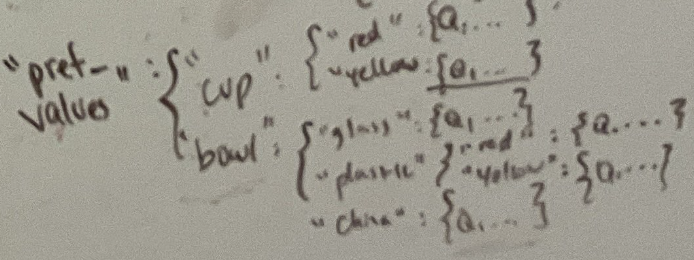 "red" : {a, ... }
"pref- " : { "cup" : { "yellow : {a, ... }
values
"bowl" : { "glass" : {a, ... }
"plastic" } "red" : {a .... }
"yellow" : {a, ... }
"china" : {a, ... }